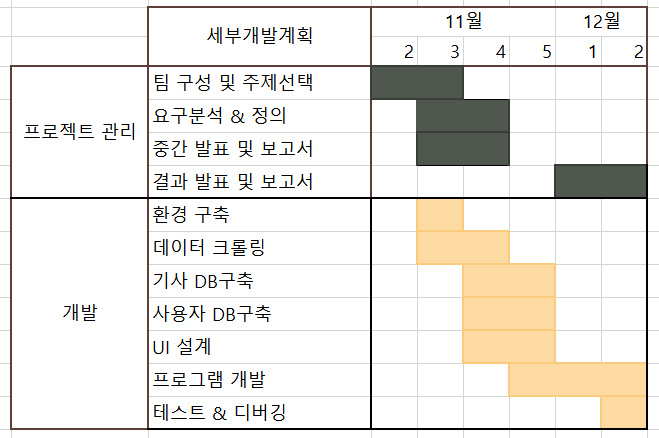 세부개발계획 11월 12월
2 3 4 5 1 2
프로젝트 관리
팀 구성 및 주제선택
요구분석 & 정의
중간 발표 및 보고서
결과 발표 및 보고서
개발
환경 구축
데이터 크롤링
기사 DB구축
사용자 DB구축
UI 설계
프로그램 개발
테스트 & 디버깅